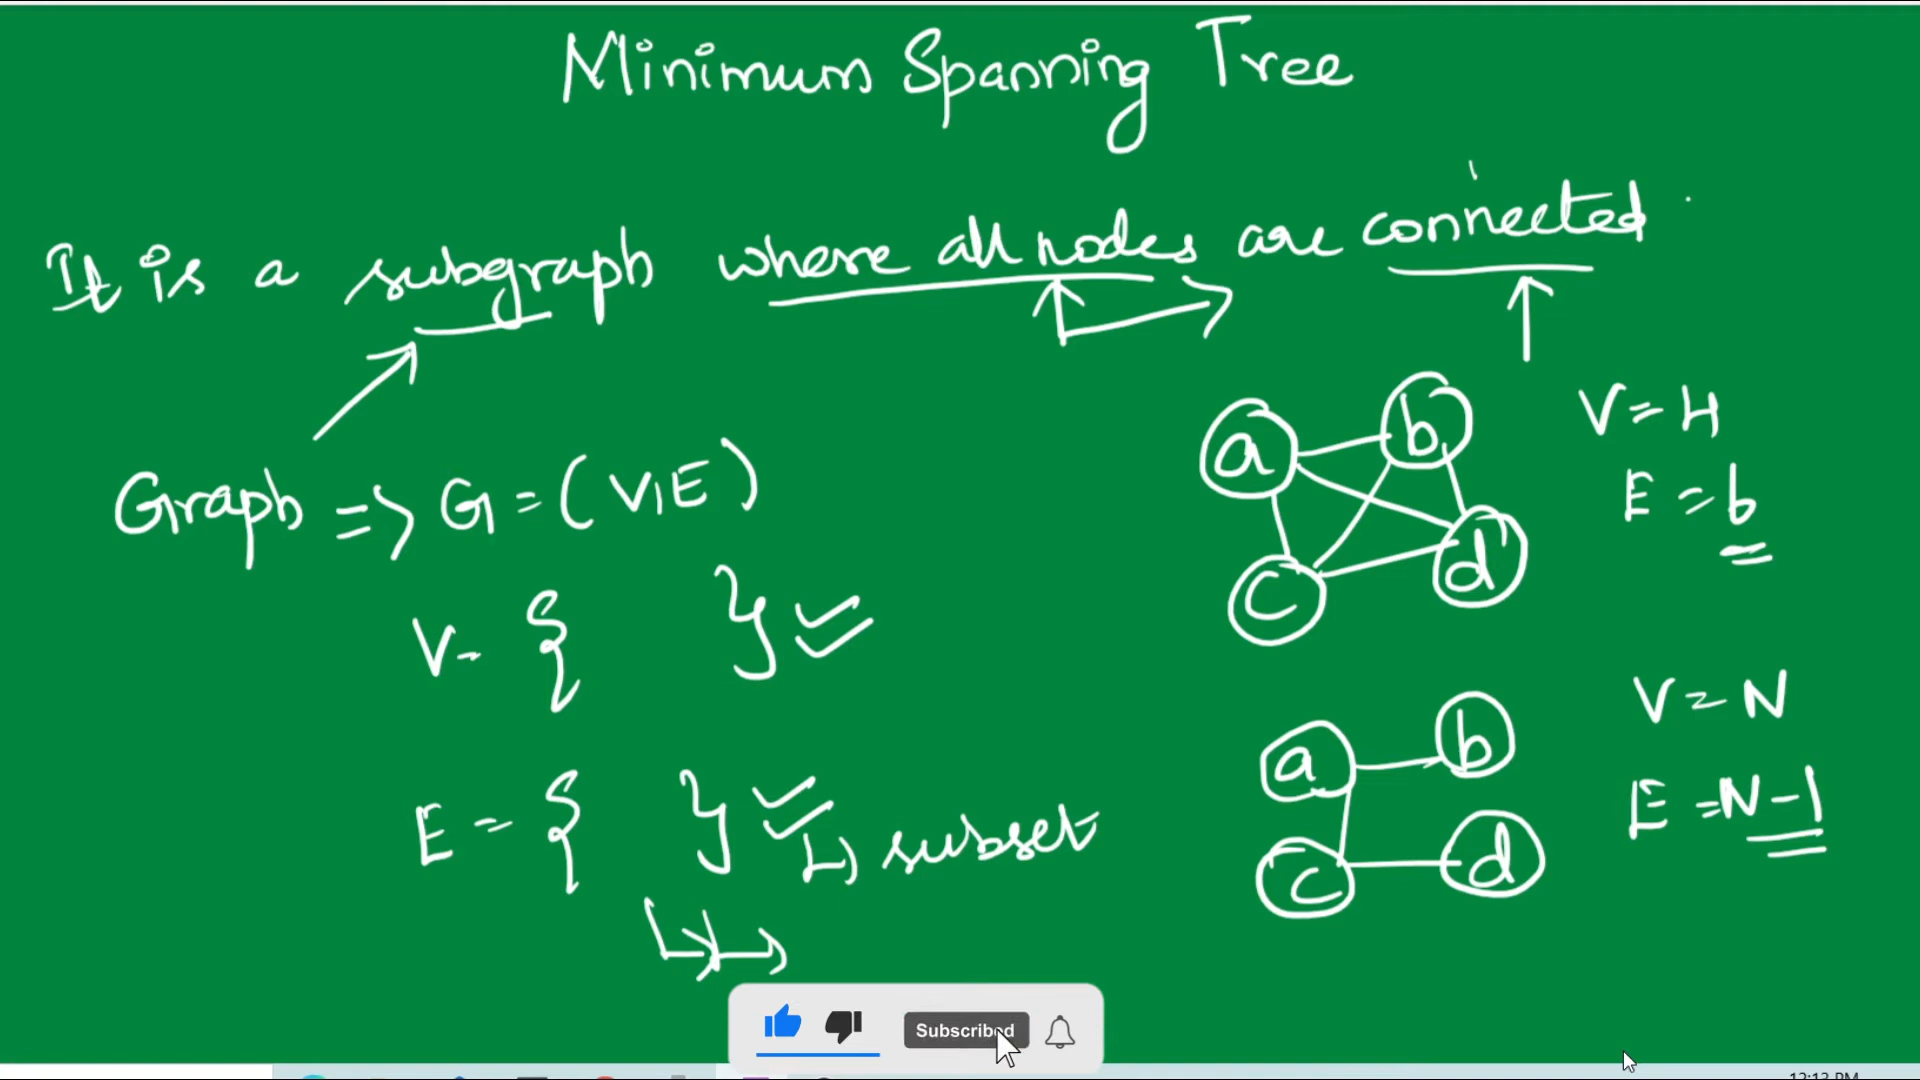 Minimum Spanning Tree
It is a subgraph where all nodes are connected
Graph => G = (V,E)
V = { }
E = { } subset
a b
c d
V = 4
E = 6
a b
c d
V = N
E = N-1
Subscribed